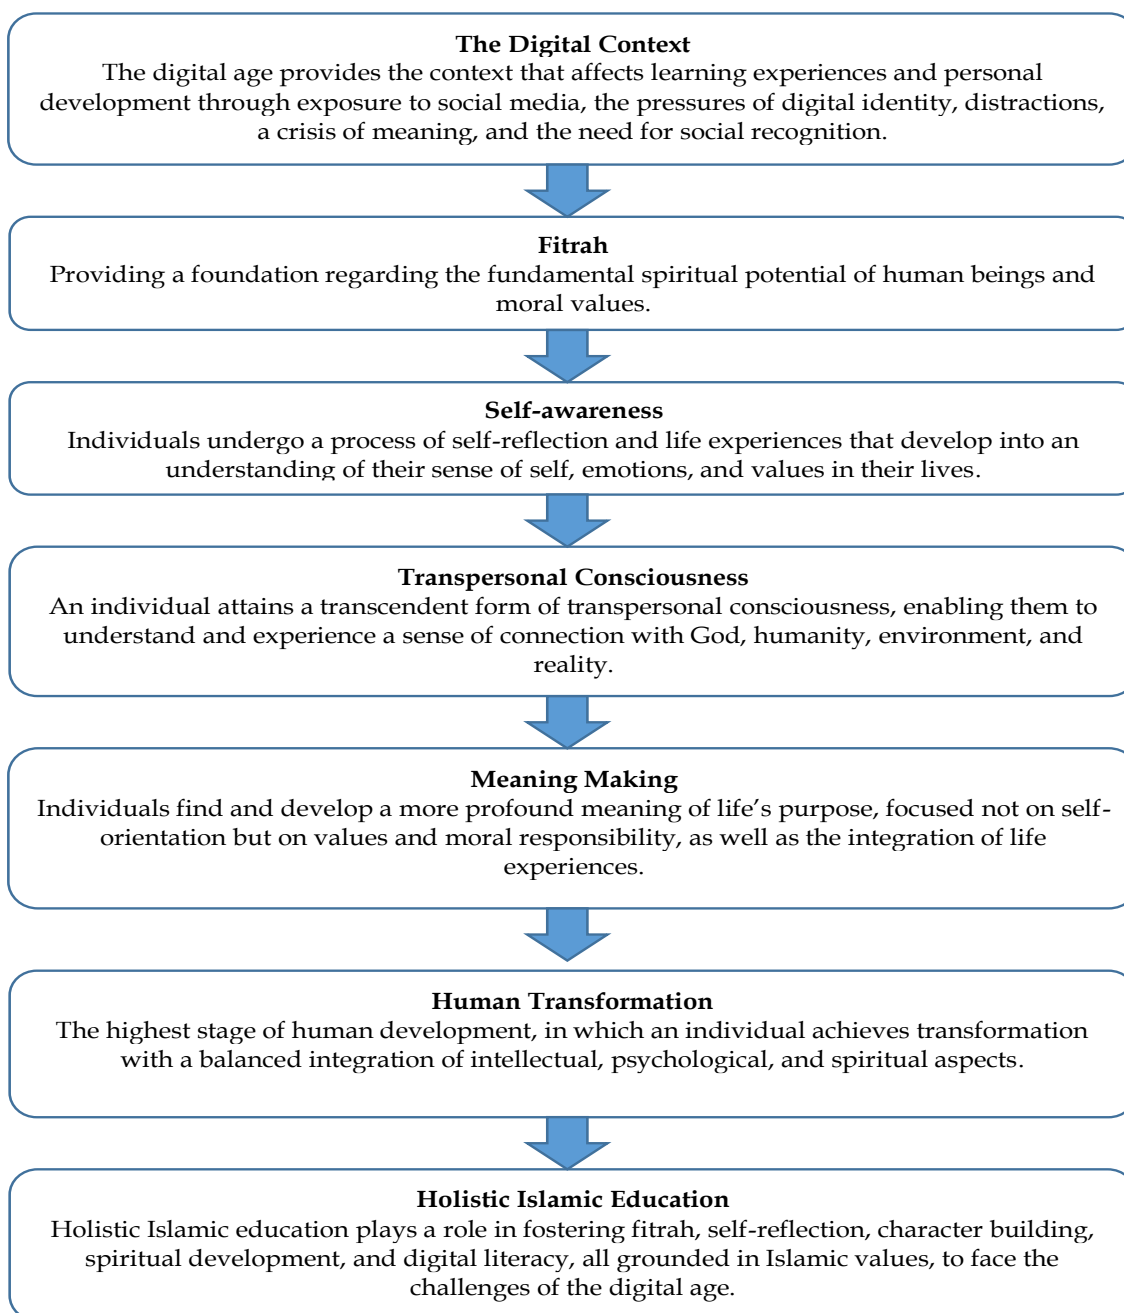 The Digital Context
The digital age provides the context that affects learning experiences and personal
development through exposure to social media, the pressures of digital identity, distractions,
a crisis of meaning, and the need for social recognition.
Fitrah
Providing a foundation regarding the fundamental spiritual potential of human beings and
moral values.
Self-awareness
Individuals undergo a process of self-reflection and life experiences that develop into an
understanding of their sense of self, emotions, and values in their lives.
Transpersonal Consciousness
An individual attains a transcendent form of transpersonal consciousness, enabling them to
understand and experience a sense of connection with God, humanity, environment, and
reality.
Meaning Making
Individuals find and develop a more profound meaning of life’s purpose, focused not on self-
orientation but on values and moral responsibility, as well as the integration of life
experiences.
Human Transformation
The highest stage of human development, in which an individual achieves transformation
with a balanced integration of intellectual, psychological, and spiritual aspects.
Holistic Islamic Education
Holistic Islamic education plays a role in fostering fitrah, self-reflection, character building,
spiritual development, and digital literacy, all grounded in Islamic values, to face the
challenges of the digital age.